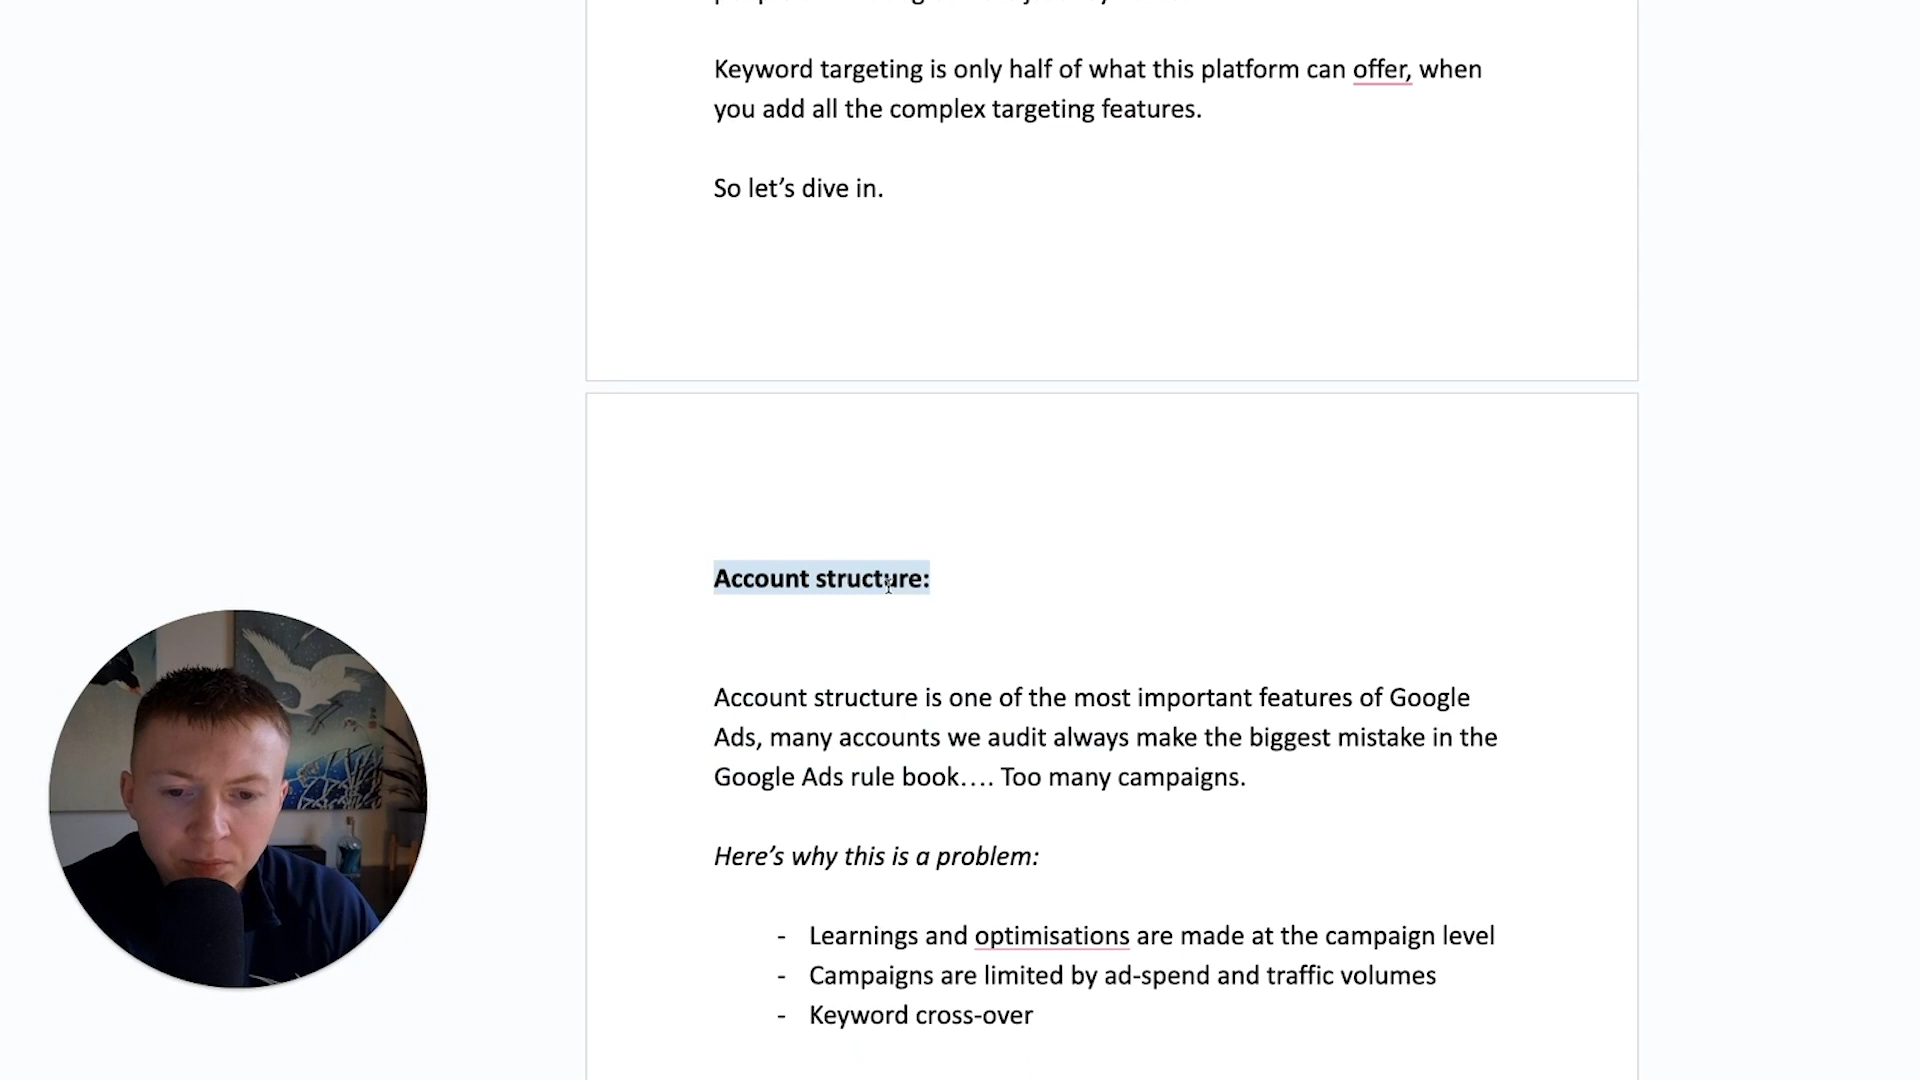 Keyword targeting is only half of what this platform can offer, when
you add all the complex targeting features.
So let’s dive in.
Account structure:
Account structure is one of the most important features of Google
Ads, many accounts we audit always make the biggest mistake in the
Google Ads rule book…. Too many campaigns.
Here’s why this is a problem:
- Learnings and optimisations are made at the campaign level
- Campaigns are limited by ad-spend and traffic volumes
- Keyword cross-over